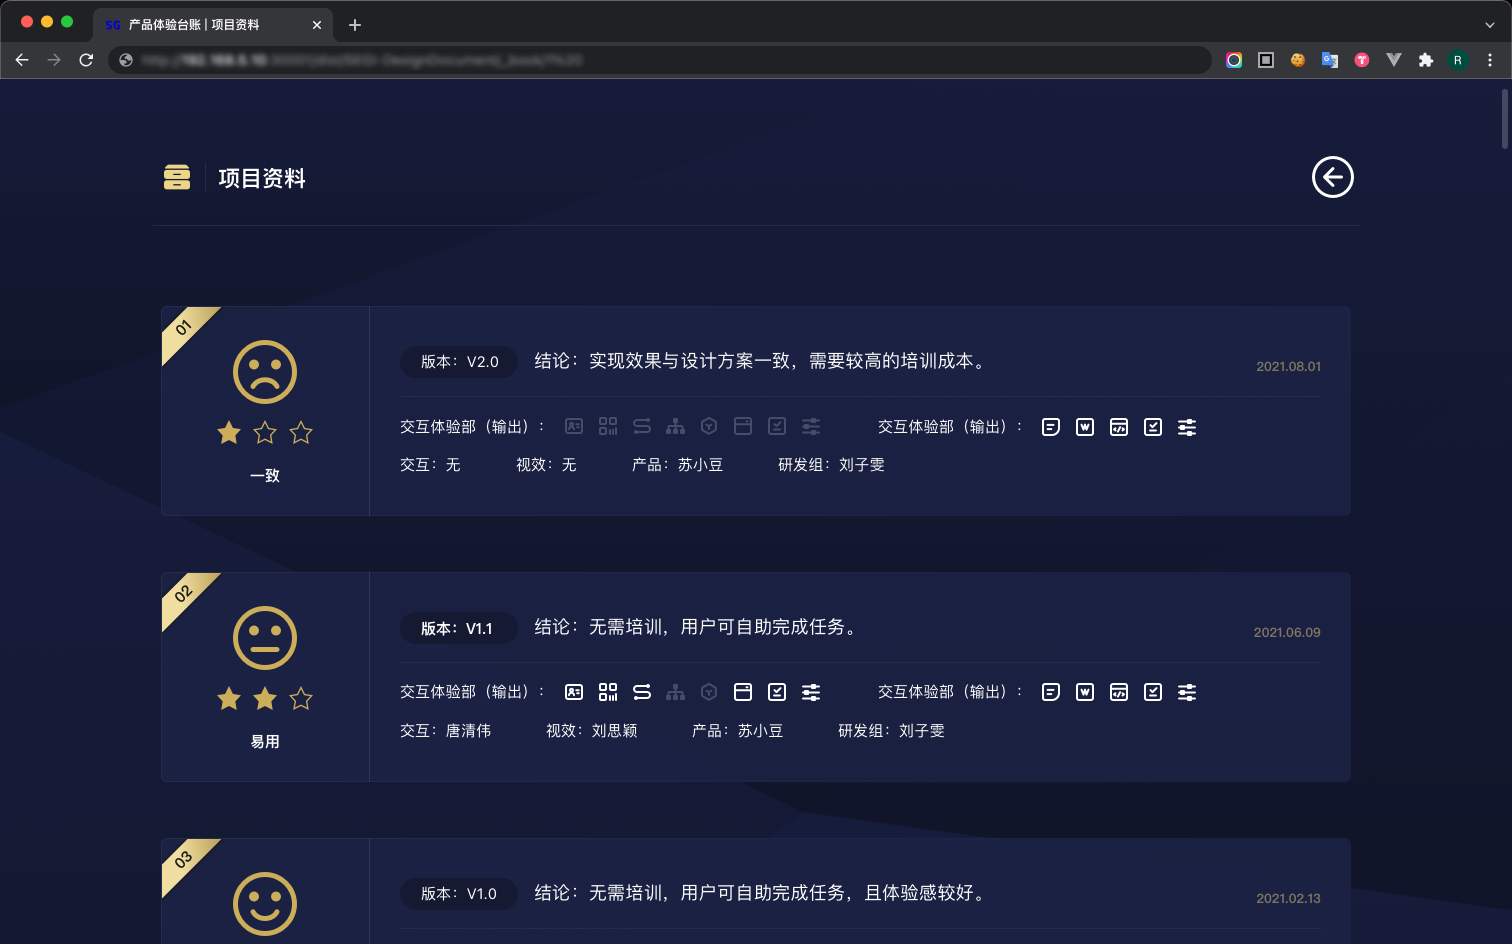 SG 产品体验台账 | 项目资料
R
项目资料
01
版本：V2.0 结论：实现效果与设计方案一致，需要较高的培训成本。 2021.08.01
交互体验部（输出）： 交互体验部（输出）：
交互：无 视效：无 产品：苏小豆 研发组：刘子雯
一致
02
版本：V1.1 结论：无需培训，用户可自助完成任务。 2021.06.09
交互体验部（输出）： 交互体验部（输出）：
交互：唐清伟 视效：刘思颖 产品：苏小豆 研发组：刘子雯
易用
03
版本：V1.0 结论：无需培训，用户可自助完成任务，且体验感较好。 2021.02.13